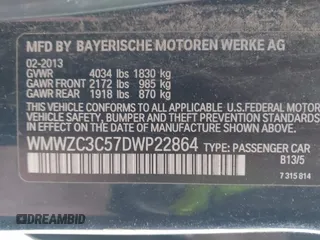 MFD BY BAYERISCHE MOTOREN WERKE AG
02-2013
GVWR 4034 lbs 1830 kg
GAWR FRONT 2172 lbs 985 kg
GAWR REAR 1918 lbs 870 kg
THIS VEHICLE CONFORMS TO ALL APPLICABLE U.S. FEDERAL MOTOR
VEHICLE SAFETY, BUMPER, AND THEFT PREVENTION STANDARDS
IN EFFECT ON THE DATE OF MANUFACTURE SHOWN ABOVE.
WMWZC3C57DWP22864 TYPE: PASSENGER CAR
B13/5
7 315 814